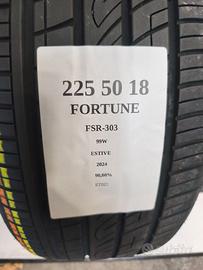 225 50 18
FORTUNE
FSR-303
99W
ESTIVE
2024
90,00%